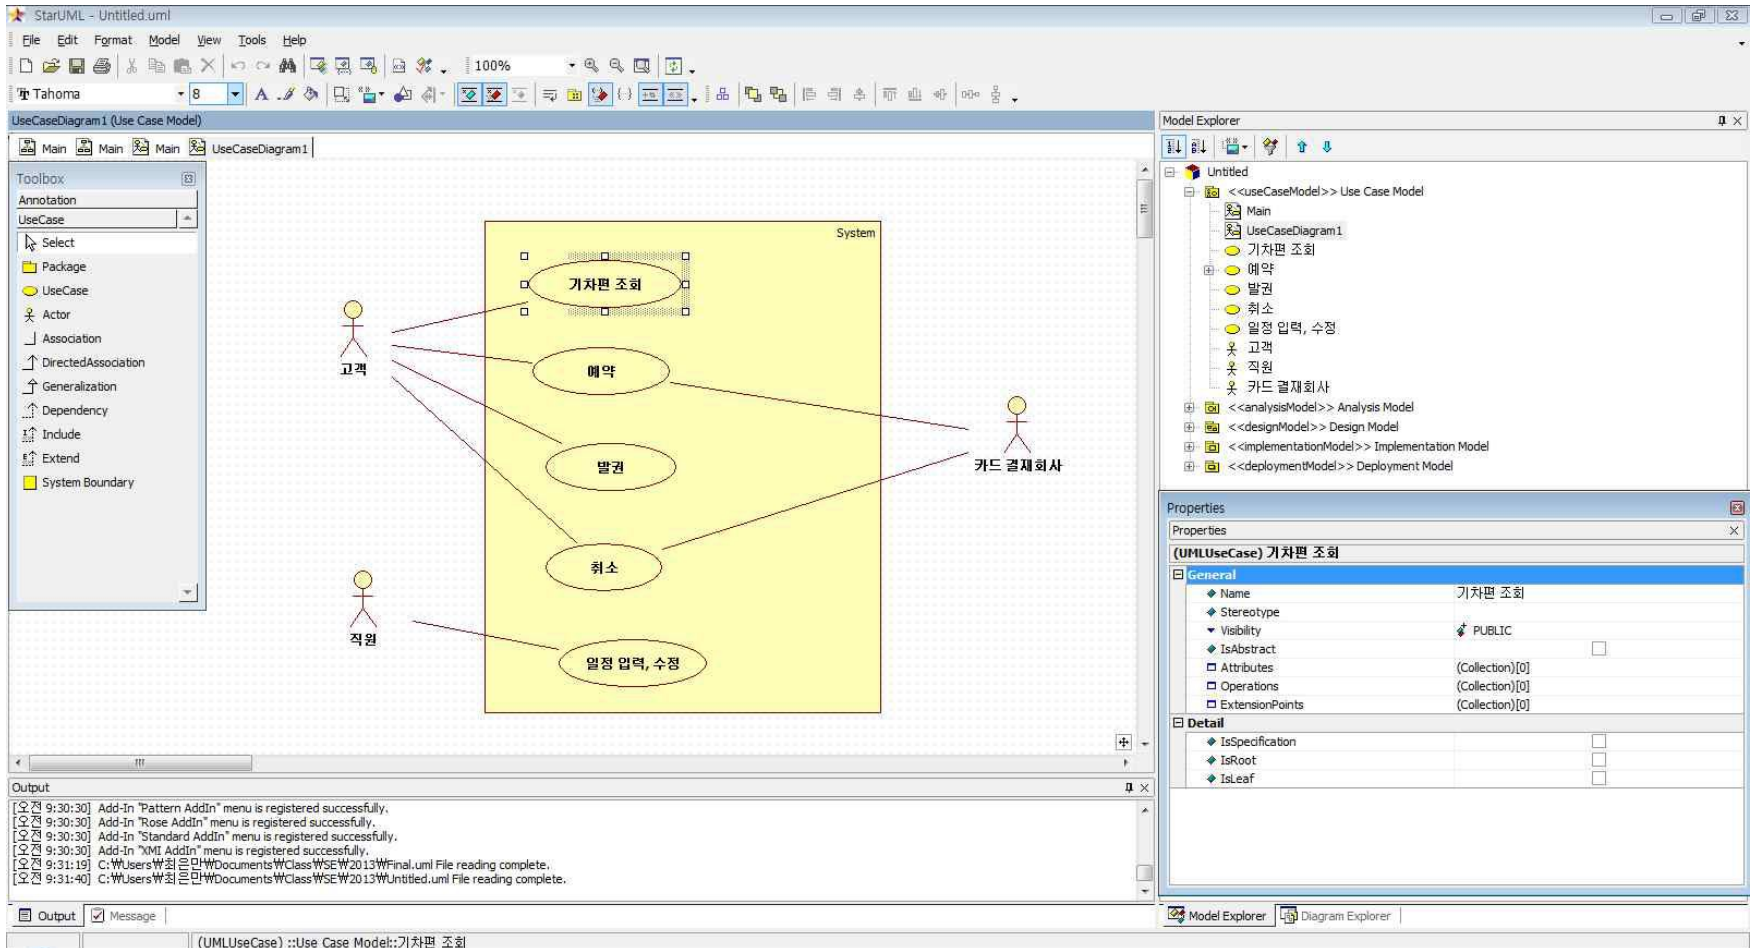 StarUML - Untitled.uml
File Edit Format Model View Tools Help
100%
Tahoma 8
UseCaseDiagram1 (Use Case Model)
Main Main Main UseCaseDiagram1
Toolbox
Annotation
UseCase
Select
Package
UseCase
Actor
Association
DirectedAssociation
Generalization
Dependency
Include
Extend
System Boundary
System
기차편 조회
고객
예약
카드 결재회사
발권
취소
직원
일정 입력, 수정
Output
[오전 9:30:30] Add-In "Pattern AddIn" menu is registered successfully.
[오전 9:30:30] Add-In "Rose AddIn" menu is registered successfully.
[오전 9:30:30] Add-In "Standard AddIn" menu is registered successfully.
[오전 9:30:30] Add-In "XMI AddIn" menu is registered successfully.
[오전 9:31:19] C:₩Users₩최은만₩Documents₩Class₩SE₩2013₩Final.uml File reading complete.
[오전 9:31:40] C:₩Users₩최은만₩Documents₩Class₩SE₩2013₩Untitled.uml File reading complete.
Output Message
(UMLUseCase) ::Use Case Model::기차편 조회
Model Explorer
Untitled
<<useCaseModel>> Use Case Model
Main
UseCaseDiagram1
기차편 조회
예약
발권
취소
일정 입력, 수정
고객
직원
카드 결재회사
<<analysisModel>> Analysis Model
<<designModel>> Design Model
<<implementationModel>> Implementation Model
<<deploymentModel>> Deployment Model
Properties
Properties
(UMLUseCase) 기차편 조회
General
Name 기차편 조회
Stereotype
Visibility PUBLIC
IsAbstract
Attributes (Collection)[0]
Operations (Collection)[0]
ExtensionPoints (Collection)[0]
Detail
IsSpecification
IsRoot
IsLeaf
Model Explorer Diagram Explorer